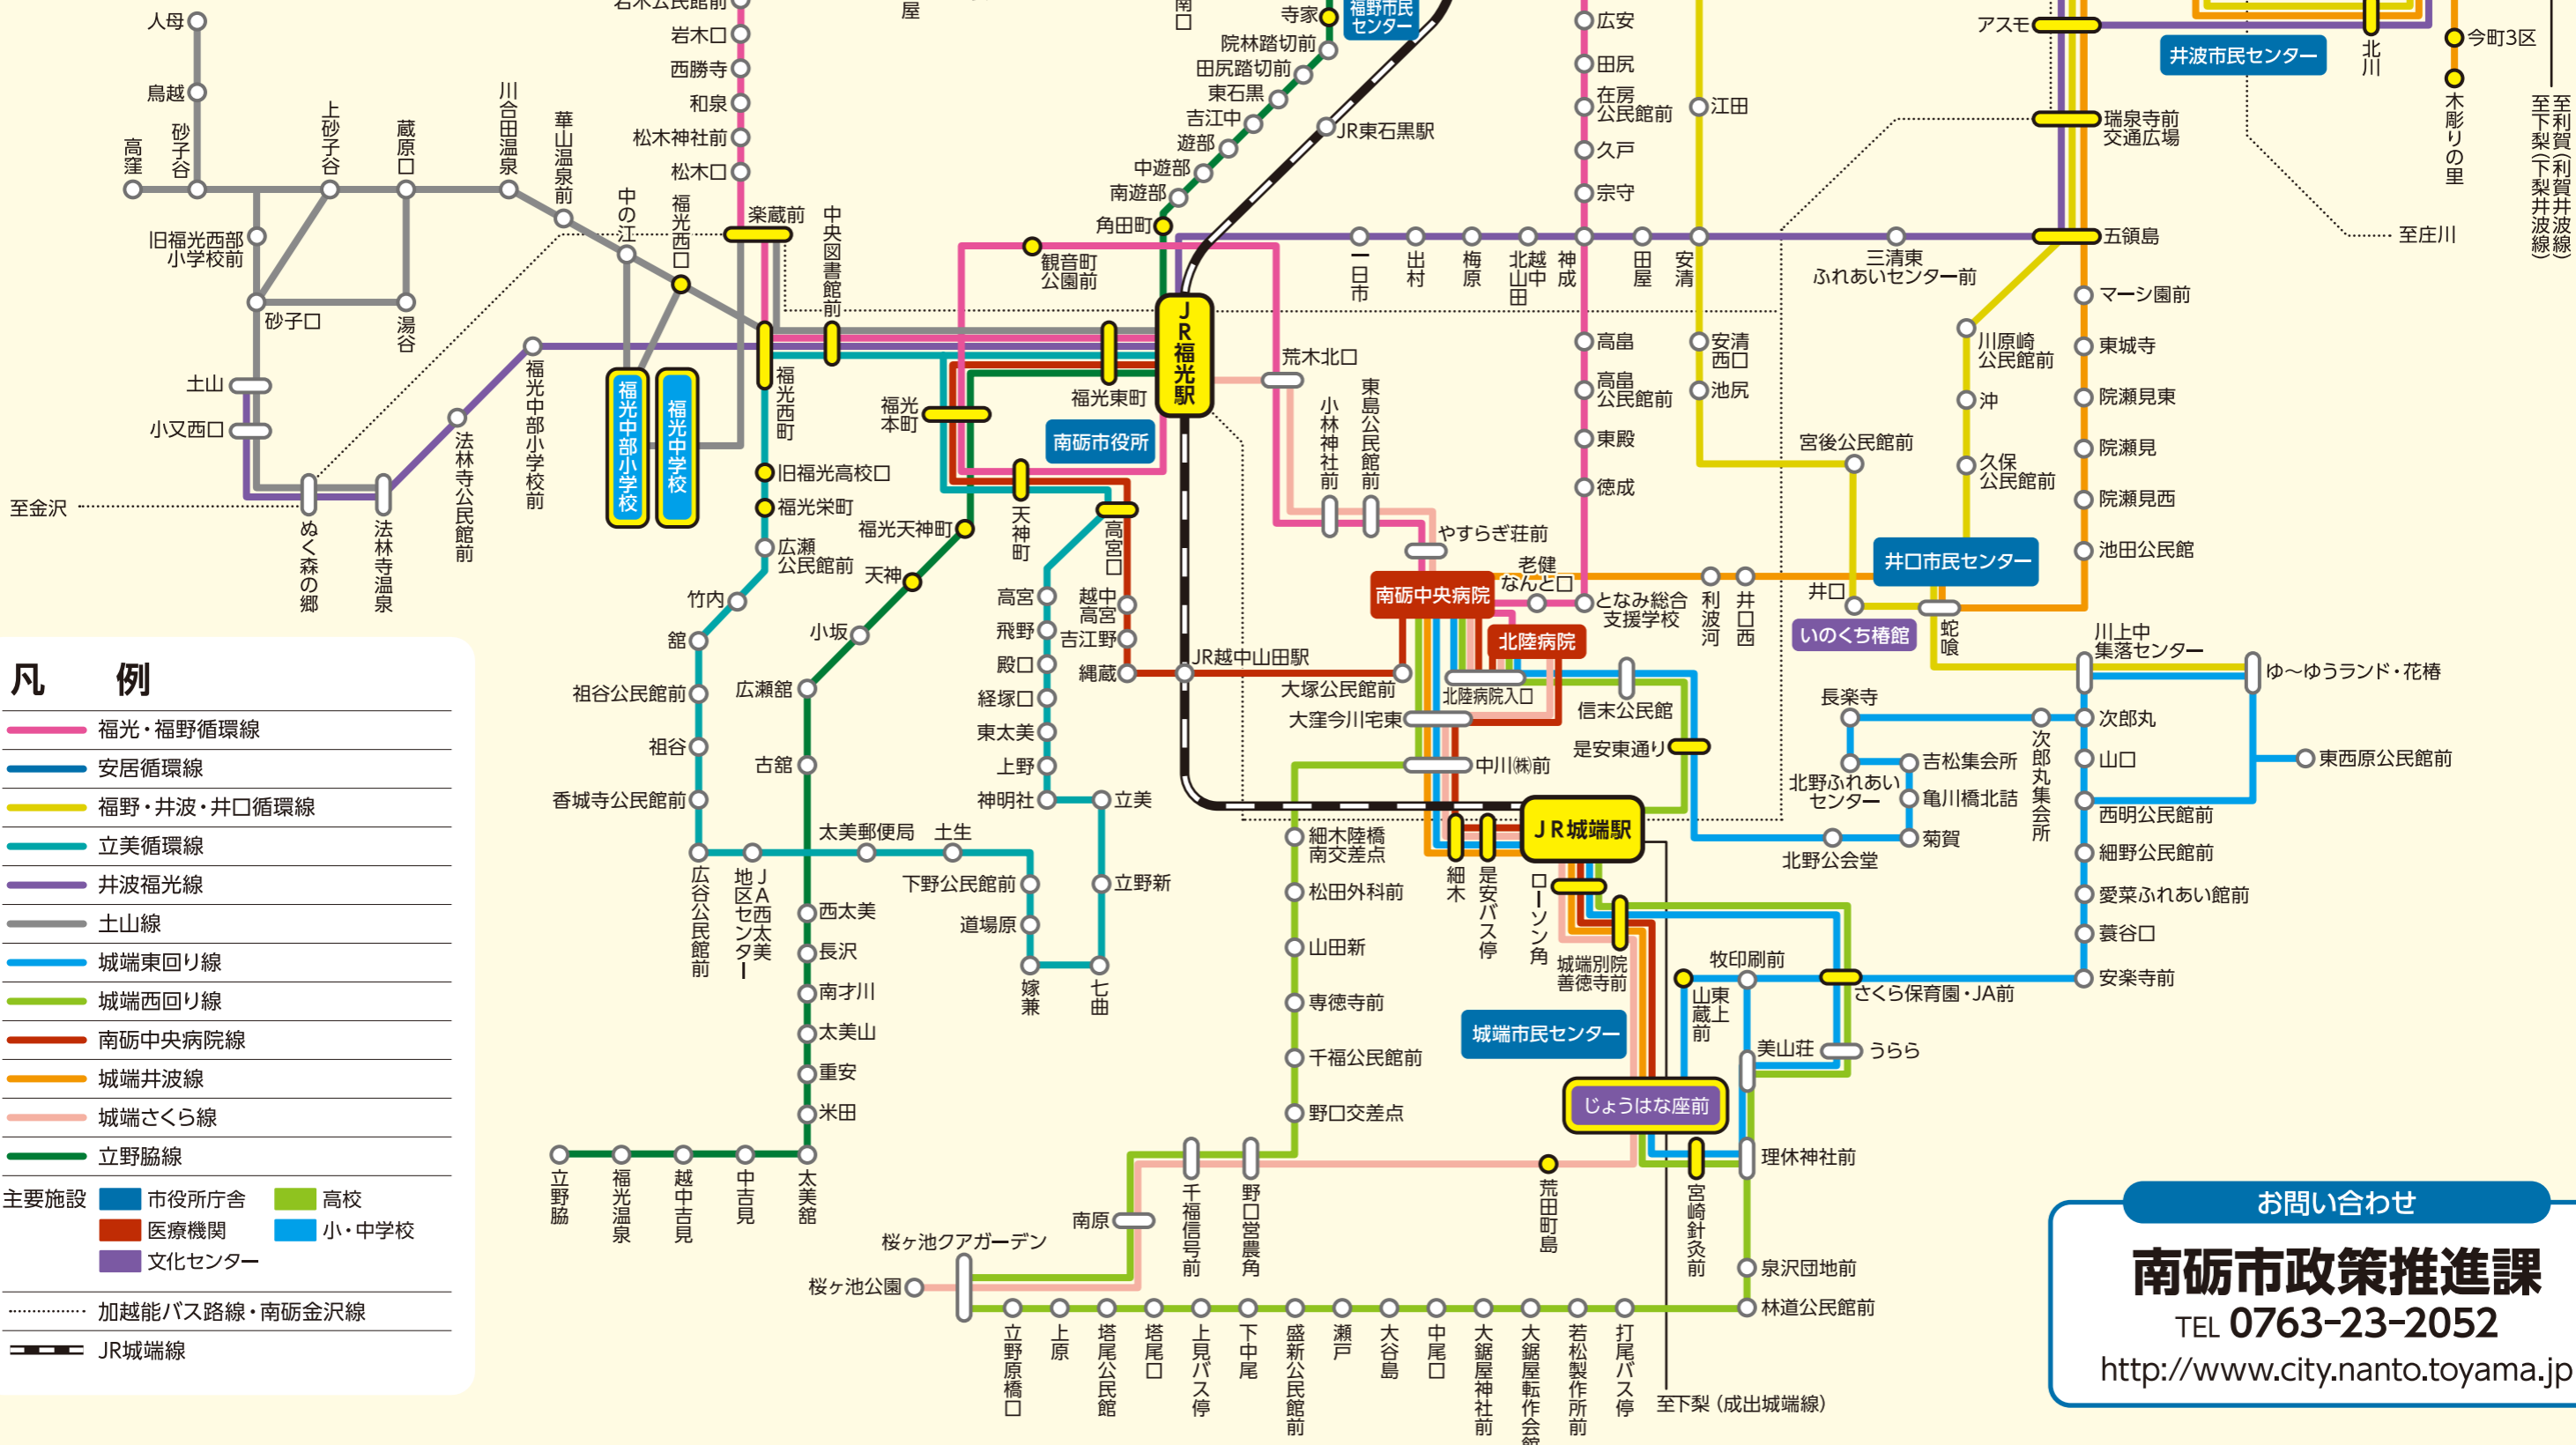 人母
鳥越
高窪
砂子谷
上砂子谷
蔵原口
川合田温泉
華山温泉前
中の江
福光西口
旧福光西部
小学校前
砂子口
湯谷
土山
小又西口
至金沢
ぬく森の郷
法林寺温泉
法林寺公民館前
福光中部小学校前
福光中部小学校
福光中学校
岩木口
西勝寺
和泉
松木神社前
松木口
楽蔵前
中央図書館前
福光西町
旧福光高校口
福光栄町
広瀬
公民館前
竹内
舘
祖谷公民館前
祖谷
香城寺公民館前
広谷公民館前
JA西太美
地区センター
太美郵便局
土生
下野公民館前
道場原
嫁兼
七曲
立野新
立美
神明社
上野
東太美
経塚口
殿口
飛野
高宮
高宮口
越中
高宮
吉江野
縄蔵
JR越中山田駅
大塚公民館前
福光
本町
福光東町
南砺市役所
天神町
福光天神町
天神
小坂
広瀬舘
古舘
西太美
長沢
南才川
太美山
重安
米田
太美舘
中吉見
越中吉見
福光温泉
立野脇
屋
南口
寺家
福野市民
センター
院林踏切前
田尻踏切前
東石黒
吉江中
遊部
中遊部
南遊部
角田町
JR東石黒駅
観音町
公園前
JR福光駅
荒木北口
小林神社前
東島公民館前
やすらぎ荘前
南砺中央病院
老健
なんと口
となみ総合
支援学校
北陸病院
北陸病院入口
大窪今川宅東
中川㈱前
信末公民館
是安東通り
広安
田尻
在房
公民館前
久戸
宗守
一日市
出村
梅原
越中
北山田
神成
田屋
安清
三清東
ふれあいセンター前
五領島
高畠
高畠
公民館前
東殿
徳成
江田
安清
西口
池尻
宮後公民館前
井口
利波河
井口西
井口市民センター
いのくち椿館
蛇喰
アスモ
井波市民センター
北川
今町3区
木彫りの里
至利賀(利賀井波線)
至下梨(下梨井波線)
瑞泉寺前
交通広場
至庄川
マーシ園前
東城寺
院瀬見東
院瀬見
院瀬見西
池田公民館
川原崎
公民館前
沖
久保
公民館前
川上中
集落センター
ゆ〜ゆうランド・花椿
東西原公民館前
次郎丸
山口
西明公民館前
細野公民館前
愛菜ふれあい館前
蓑谷口
安楽寺前
次郎丸集会所
長楽寺
北野ふれあい
センター
吉松集会所
亀川橋北詰
菊賀
北野公会堂
JR城端駅
細木
是安バス停
ローソン角
城端別院
善徳寺前
城端市民センター
じょうはな座前
牧印刷前
東上
山蔵前
さくら保育園・JA前
うらら
美山荘
理休神社前
宮崎針灸前
泉沢団地前
林道公民館前
至下梨(成出城端線)
細木陸橋
南交差点
松田外科前
山田新
専徳寺前
千福公民館前
野口交差点
荒田町島
野口営農角
千福信号前
南原
桜ヶ池クアガーデン
桜ヶ池公園
立野原橋口
上原
塔尾公民館
塔尾口
上見バス停
下中尾
盛新公民館前
瀬戸
大谷島
中尾口
大鋸屋神社前
大鋸屋転作会館
若松製作所前
打尾バス停
凡 例
福光・福野循環線
安居循環線
福野・井波・井口循環線
立美循環線
井波福光線
土山線
城端東回り線
城端西回り線
南砺中央病院線
城端井波線
城端さくら線
立野脇線
主要施設
市役所庁舎
高校
医療機関
小・中学校
文化センター
加越能バス路線・南砺金沢線
JR城端線
お問い合わせ
南砺市政策推進課
TEL 0763-23-2052
http://www.city.nanto.toyama.jp